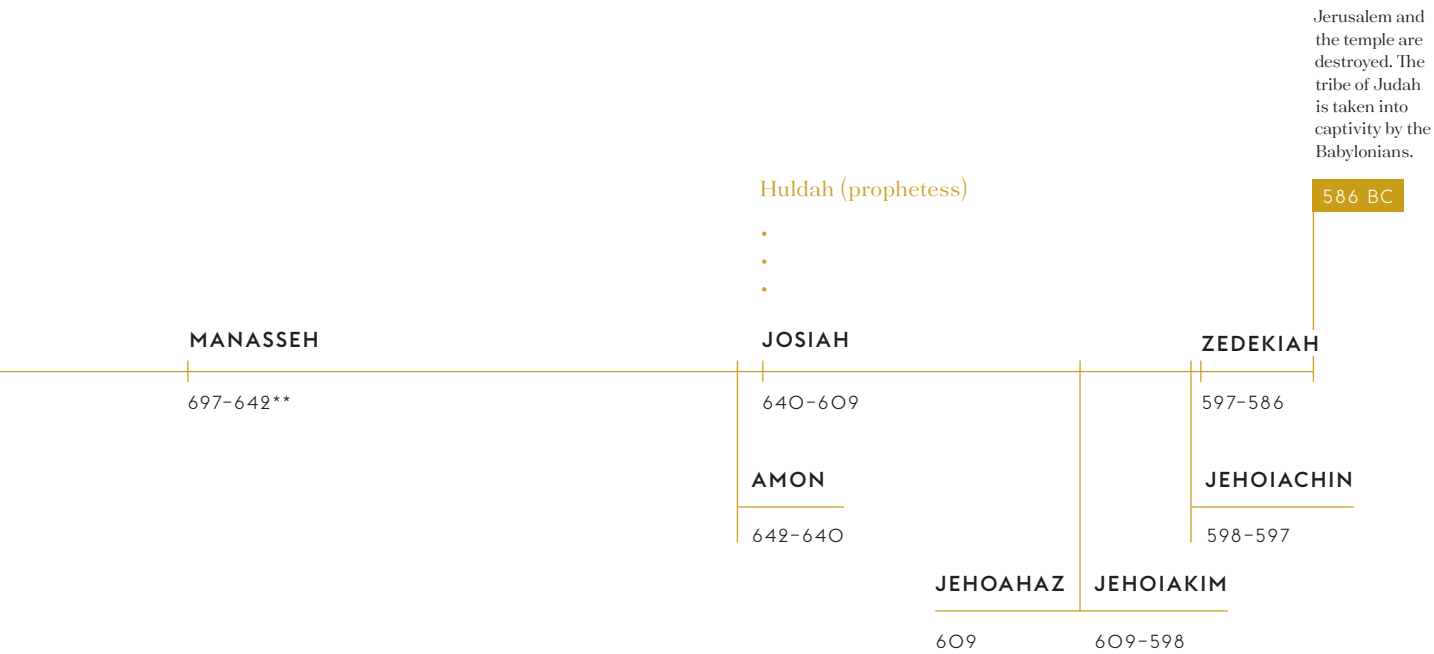 Jerusalem and
the temple are
destroyed. The
tribe of Judah
is taken into
captivity by the
Babylonians.
586 BC
Huldah (prophetess)
MANASSEH
JOSIAH
ZEDEKIAH
697–642**
640–609
597–586
AMON
JEHOIACHIN
642–640
598–597
JEHOAHAZ
JEHOIAKIM
609
609–598